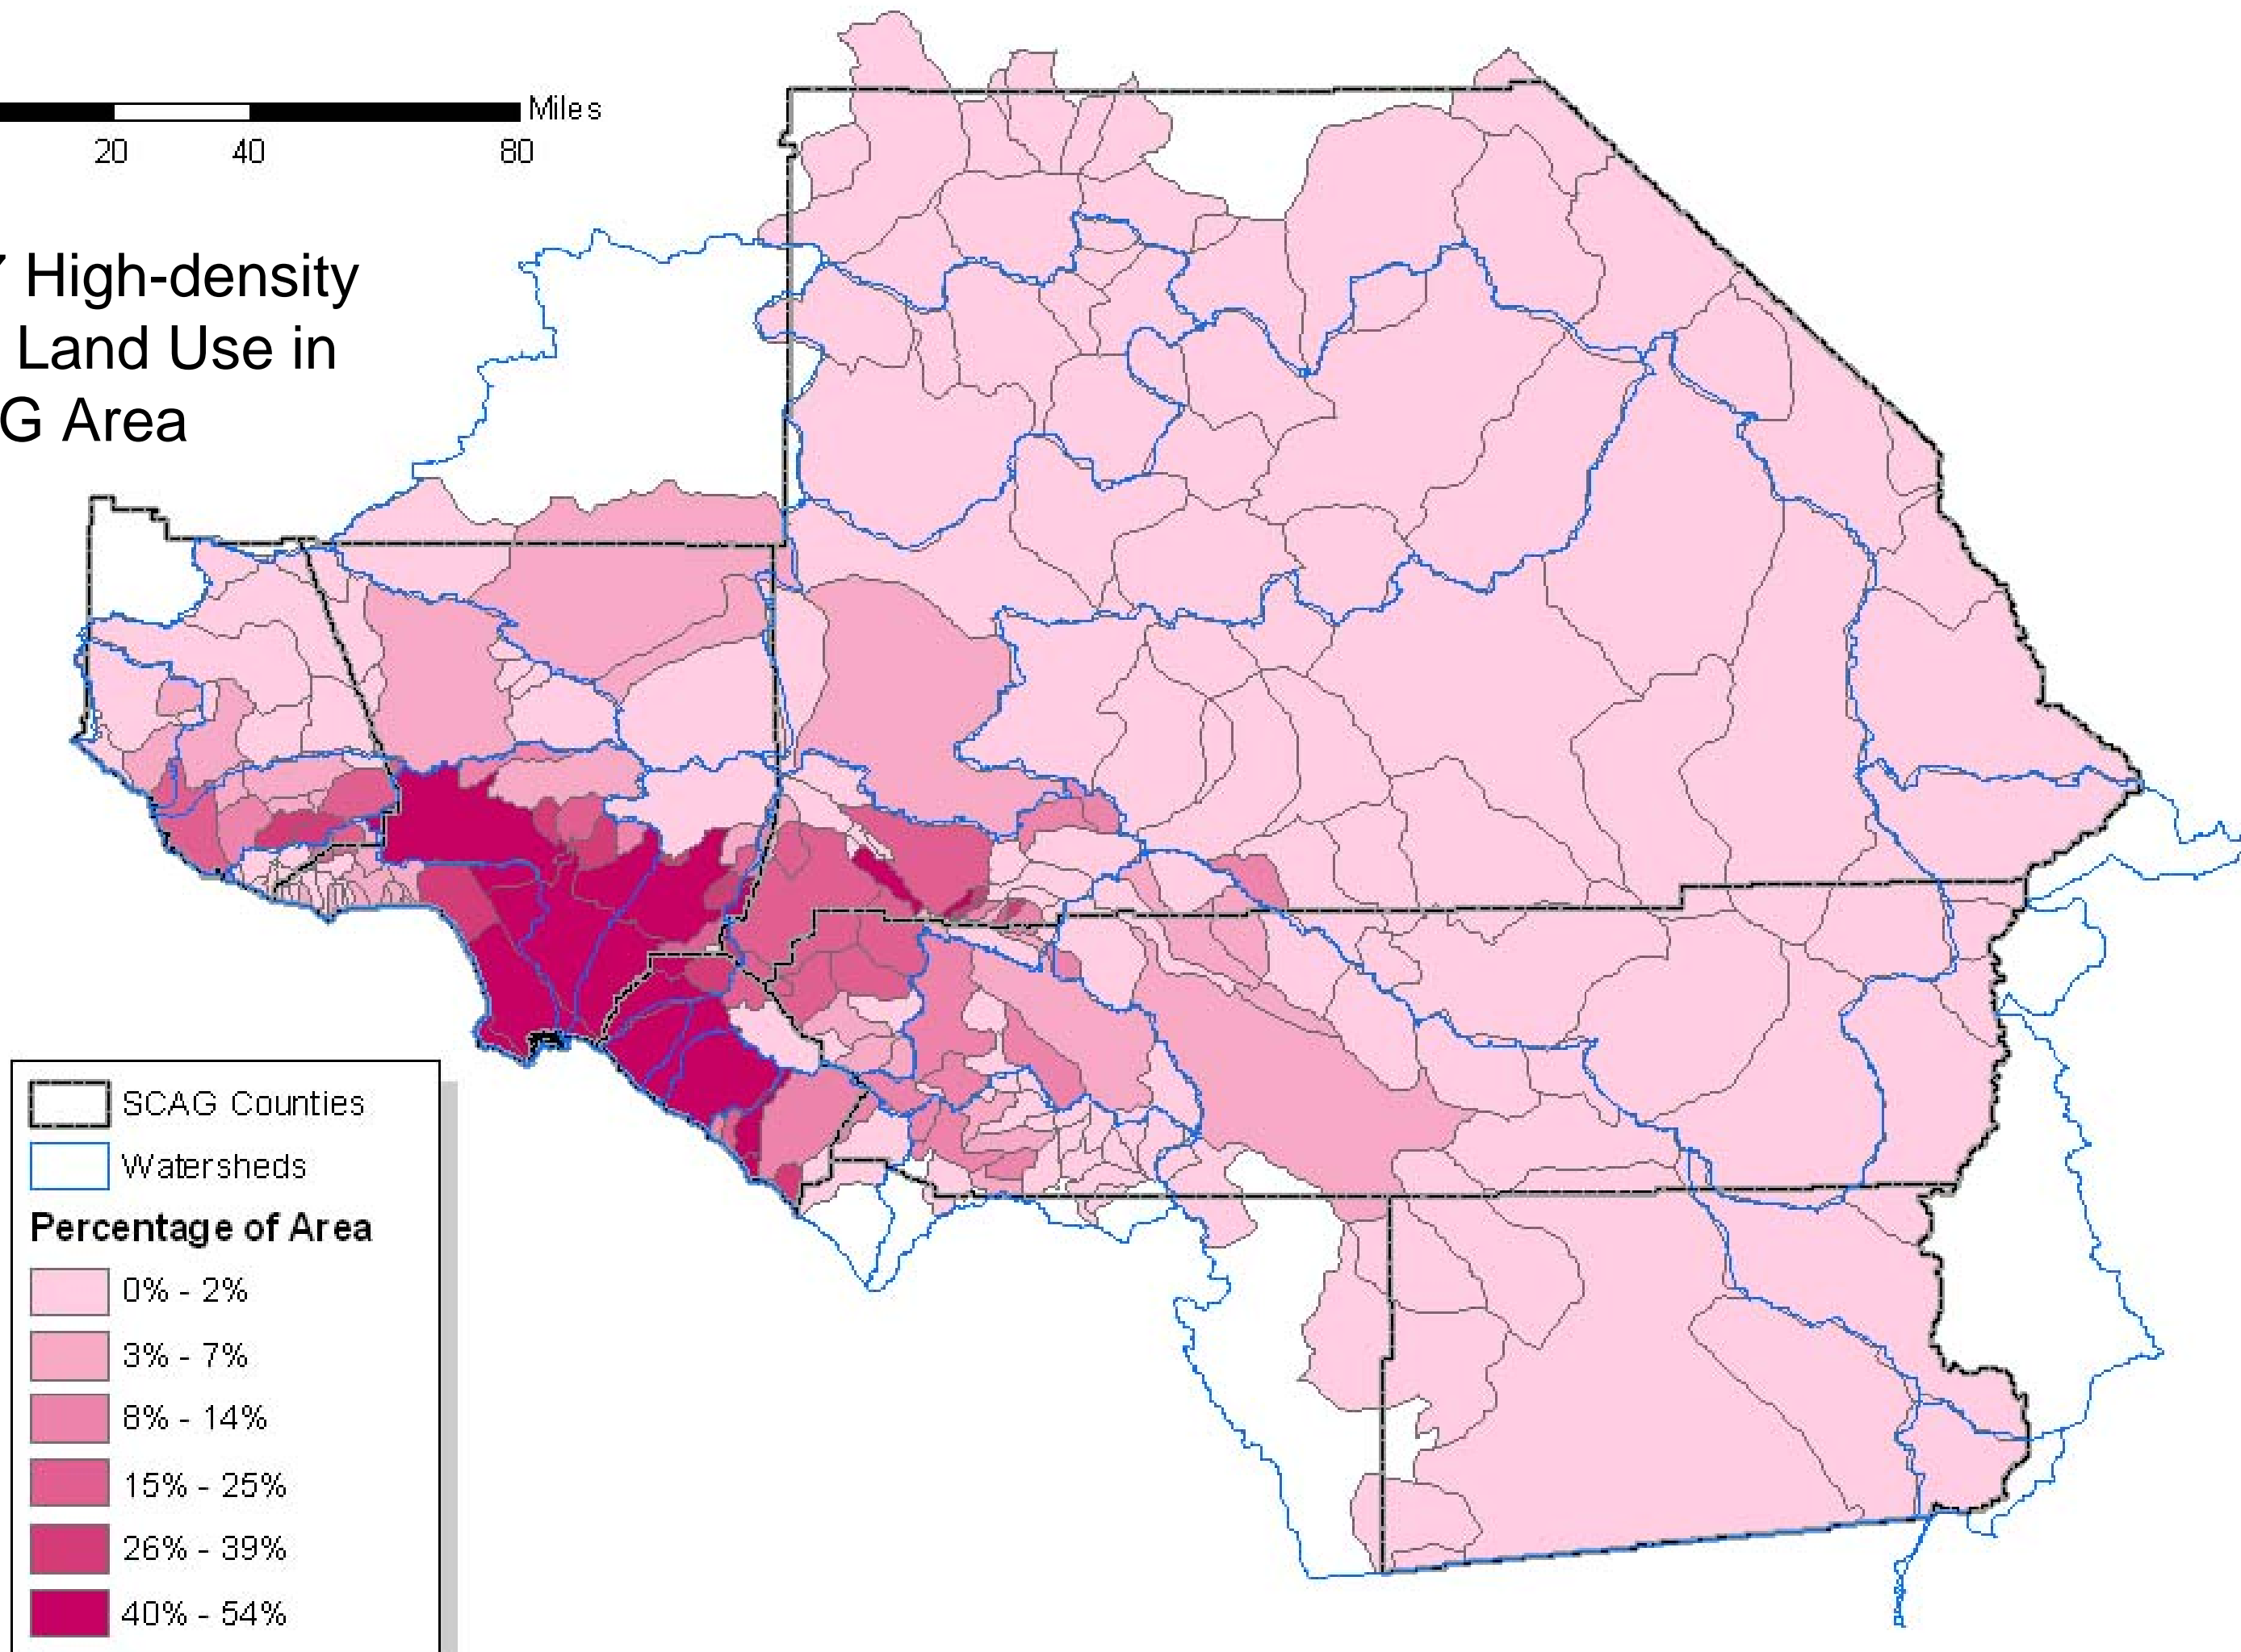 Miles
20 40 80
High-density
Land Use in
G Area
SCAG Counties
Watersheds
Percentage of Area
0% - 2%
3% - 7%
8% - 14%
15% - 25%
26% - 39%
40% - 54%